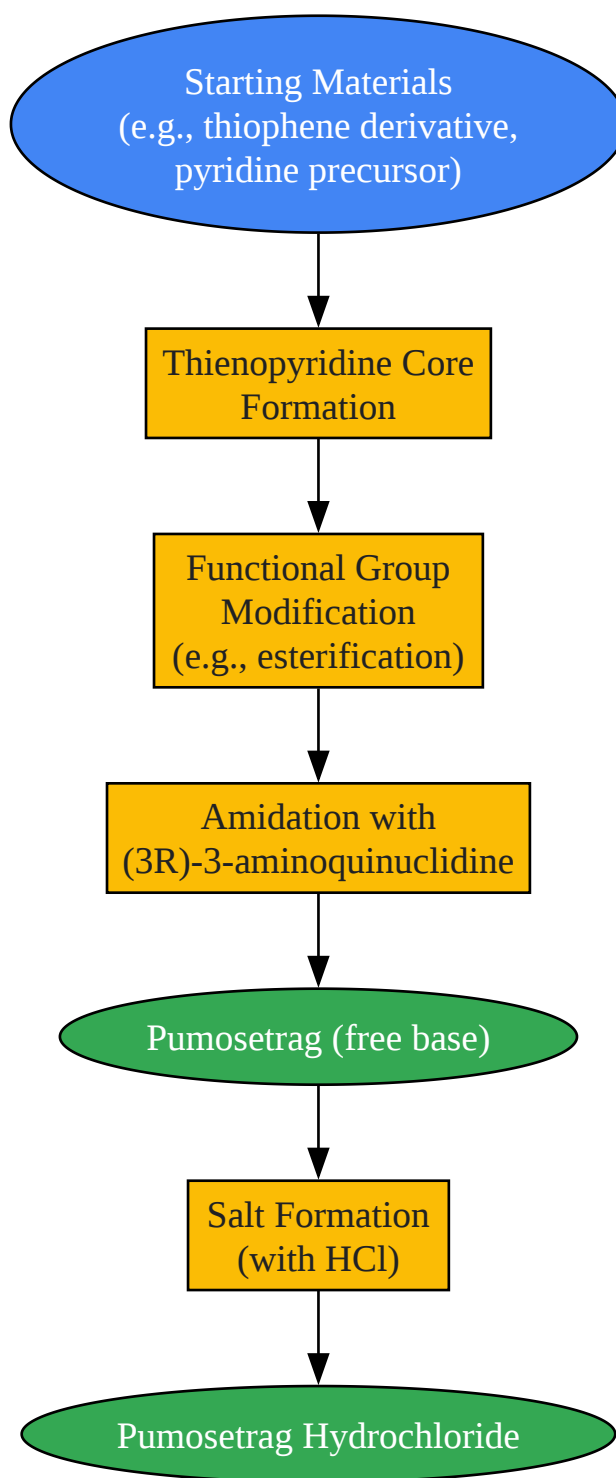 Starting Materials
(e.g., thiophene derivative,
pyridine precursor)
Thienopyridine Core
Formation
Functional Group
Modification
(e.g., esterification)
Amidation with
(3R)-3-aminoquinuclidine
Pumosetrag (free base)
Salt Formation
(with HCl)
Pumosetrag Hydrochloride